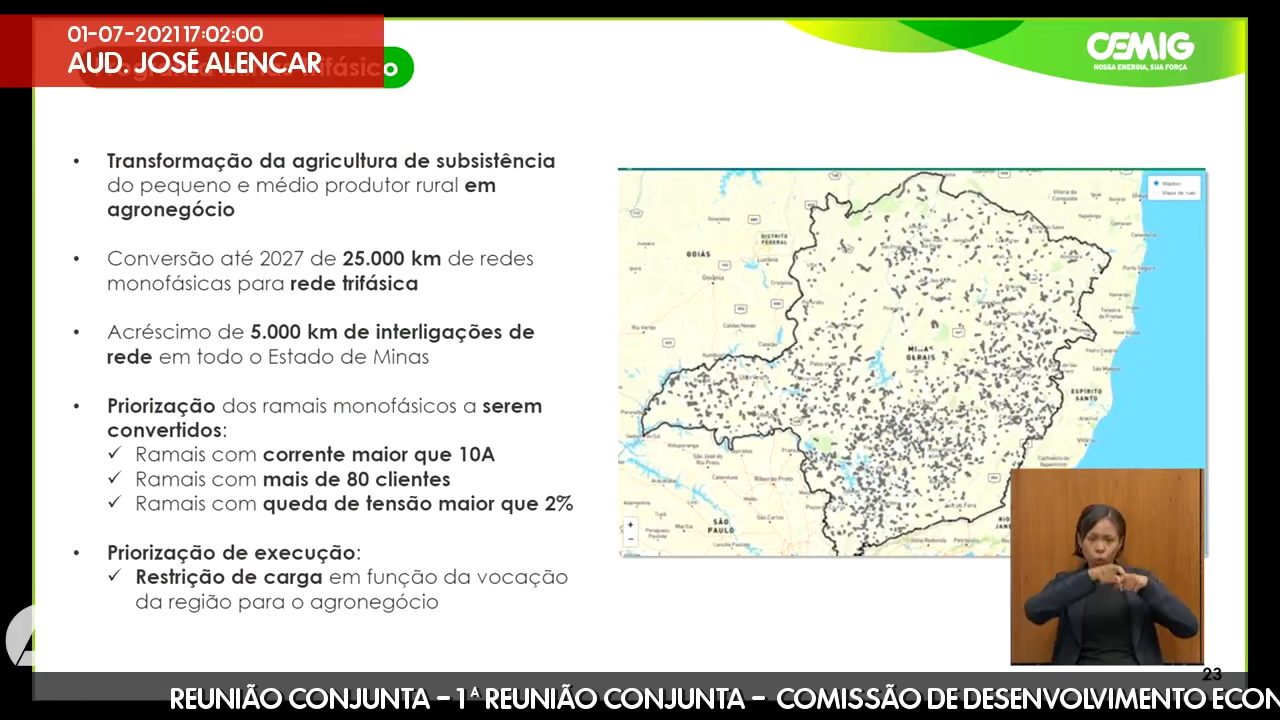 01-07-2021 17:02:00
AUD. JOSÉ ALENCAR
CEMIG
NOSSA ENERGIA, SUA FORÇA
• Transformação da agricultura de subsistência
do pequeno e médio produtor rural em
agronegócio
• Conversão até 2027 de 25.000 km de redes
monofásicas para rede trifásica
• Acréscimo de 5.000 km de interligações de
rede em todo o Estado de Minas
• Priorização dos ramais monofásicos a serem
convertidos:
✓ Ramais com corrente maior que 10A
✓ Ramais com mais de 80 clientes
✓ Ramais com queda de tensão maior que 2%
• Priorização de execução:
✓ Restrição de carga em função da vocação
da região para o agronegócio
DISTRITO
FEDERAL
GOIÁS
Goiânia
MINAS
GERAIS
ESPÍRITO
SANTO
SÃO
PAULO
23
REUNIÃO CONJUNTA - 1ª REUNIÃO CONJUNTA - COMISSÃO DE DESENVOLVIMENTO ECON